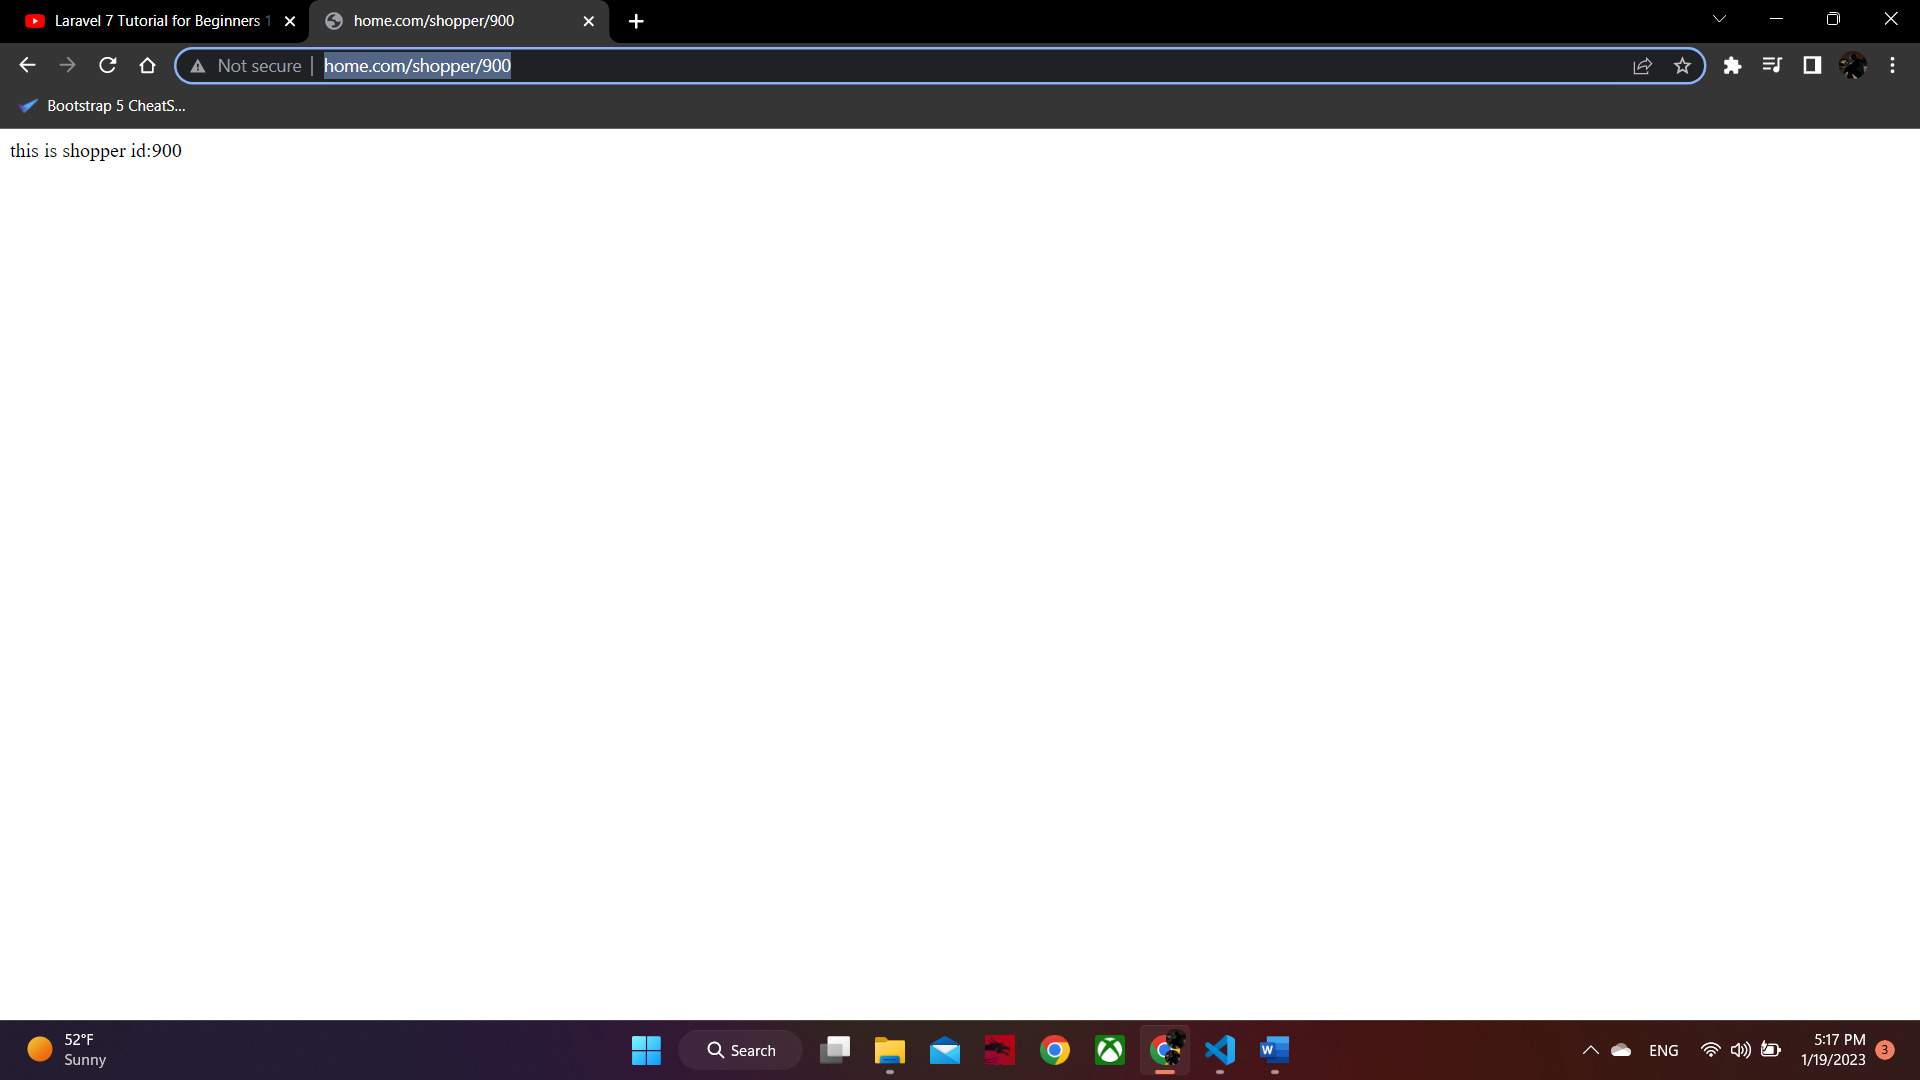 Laravel 7 Tutorial for Beginners 1
home.com/shopper/900
Not secure
home.com/shopper/900
Bootstrap 5 CheatS...
this is shopper id:900
52°F
Sunny
Search
W
ENG
5:17 PM
1/19/2023
3